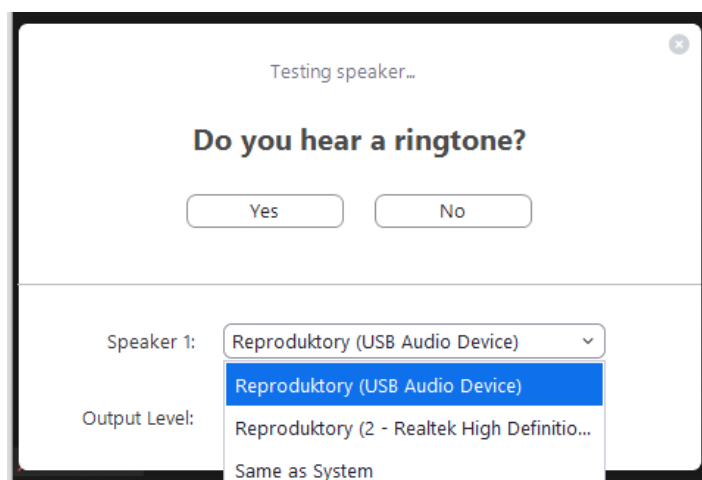 Testing speaker...
Do you hear a ringtone?
Yes
No
Speaker 1:
Reproduktory (USB Audio Device)
Reproduktory (USB Audio Device)
Output Level:
Reproduktory (2 - Realtek High Definitio...
Same as System